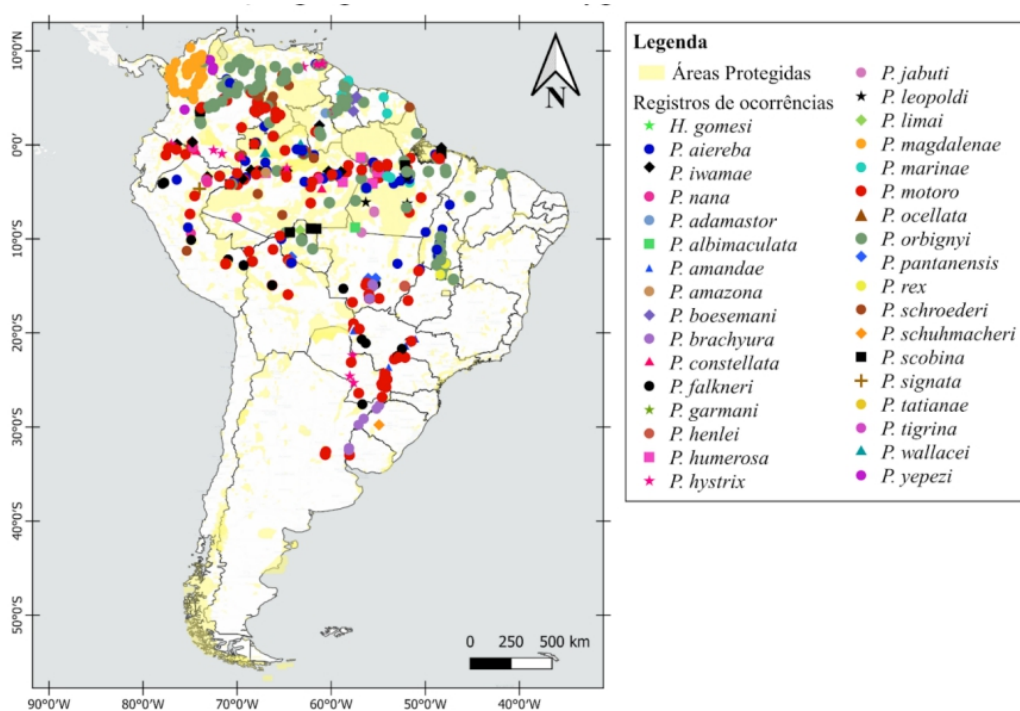 Legenda
Áreas Protegidas
Registros de ocorrências
H. gomesi
P. aiereba
P. iwamae
P. nana
P. adamastor
P. albimaculata
P. amandae
P. amazona
P. boesemani
P. brachyura
P. constellata
P. falkneri
P. garmani
P. henlei
P. humerosa
P. hystrix
P. jabuti
P. leopoldi
P. limai
P. magdalenae
P. marinae
P. motoro
P. ocellata
P. orbignyi
P. pantanensis
P. rex
P. schroederi
P. schuhmacheri
P. scobina
P. signata
P. tatianae
P. tigrina
P. wallacei
P. yepezi
N
10°0'N
0°0'
10°0'S
20°0'S
30°0'S
40°0'S
50°0'S
0 250 500 km
90°0'W 80°0'W 70°0'W 60°0'W 50°0'W 40°0'W